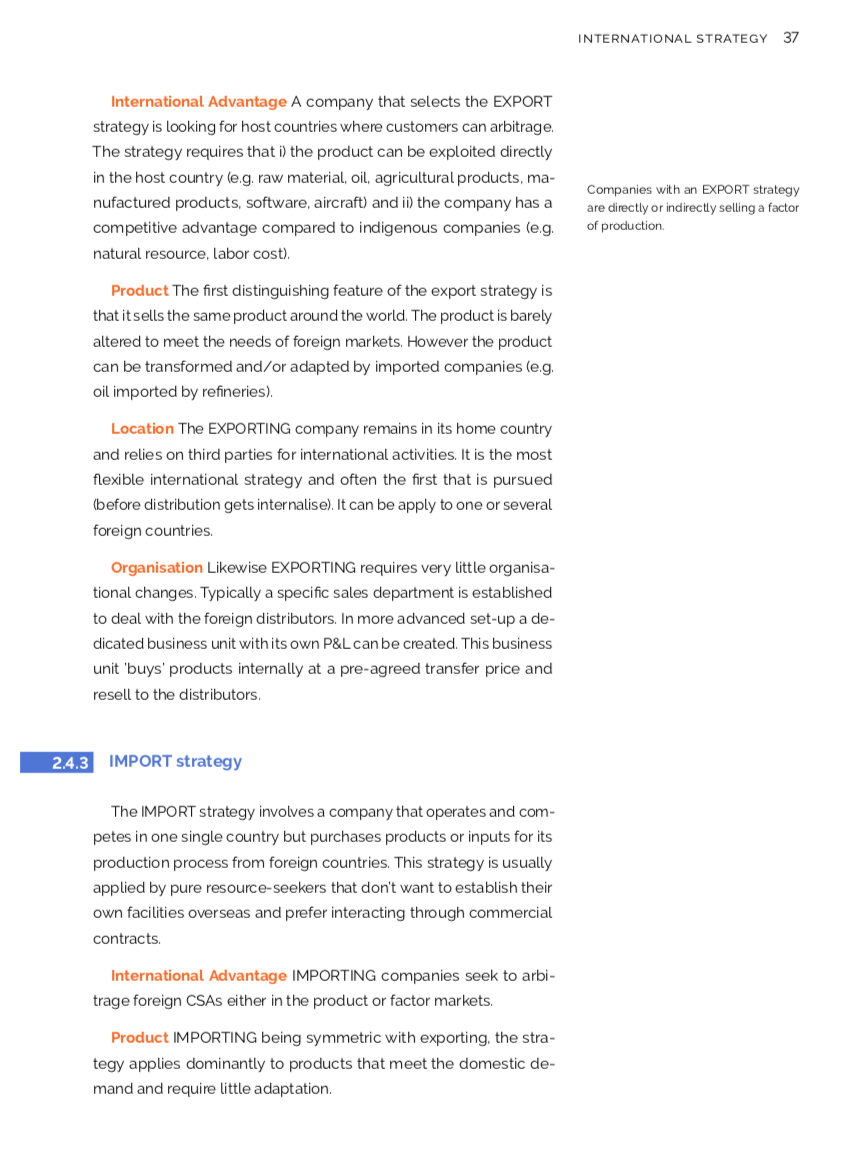 INTERNATIONAL STRATEGY 37
International Advantage A company that selects the EXPORT
strategy is looking for host countries where customers can arbitrage.
The strategy requires that i) the product can be exploited directly
in the host country (e.g. raw material, oil, agricultural products, ma-
nufactured products, software, aircraft) and ii) the company has a
competitive advantage compared to indigenous companies (e.g.
natural resource, labor cost).
Companies with an EXPORT strategy
are directly or indirectly selling a factor
of production.
Product The first distinguishing feature of the export strategy is
that it sells the same product around the world. The product is barely
altered to meet the needs of foreign markets. However the product
can be transformed and/or adapted by imported companies (e.g.
oil imported by refineries).
Location The EXPORTING company remains in its home country
and relies on third parties for international activities. It is the most
flexible international strategy and often the first that is pursued
(before distribution gets internalise). It can be apply to one or several
foreign countries.
Organisation Likewise EXPORTING requires very little organisa-
tional changes. Typically a specific sales department is established
to deal with the foreign distributors. In more advanced set-up a de-
dicated business unit with its own P&L can be created. This business
unit 'buys' products internally at a pre-agreed transfer price and
resell to the distributors.
2.4.3 IMPORT strategy
The IMPORT strategy involves a company that operates and com-
petes in one single country but purchases products or inputs for its
production process from foreign countries. This strategy is usually
applied by pure resource-seekers that don't want to establish their
own facilities overseas and prefer interacting through commercial
contracts.
International Advantage IMPORTING companies seek to arbi-
trage foreign CSAs either in the product or factor markets.
Product IMPORTING being symmetric with exporting, the stra-
tegy applies dominantly to products that meet the domestic de-
mand and require little adaptation.